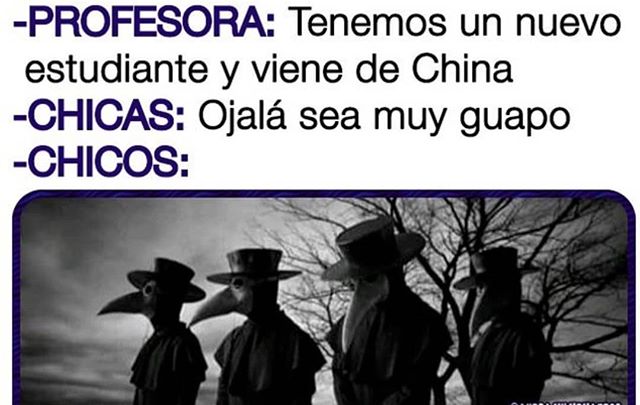 -PROFESORA: Tenemos un nuevo
estudiante y viene de China
-CHICAS: Ojalá sea muy guapo
-CHICOS: